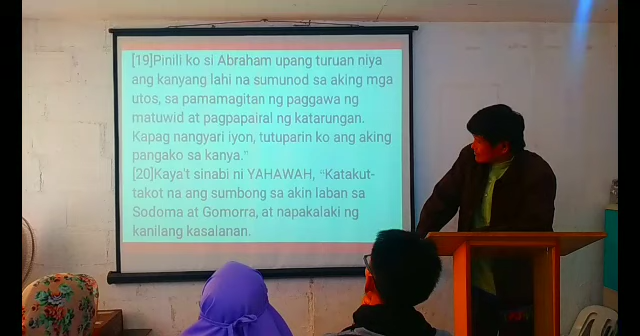 [19]Pinili ko si Abraham upang turuan niya
ang kanyang lahi na sumunod sa aking mga
utos, sa pamamagitan ng paggawa ng
matuwid at pagpapairal ng katarungan.
Kapag nangyari iyon, tutuparin ko ang aking
pangako sa kanya.”
[20]Kaya't sinabi ni YAHAWAH, “Katakut-
takot na ang sumbong sa akin laban sa
Sodoma at Gomorra, at napakalaki ng
kanilang kasalanan.